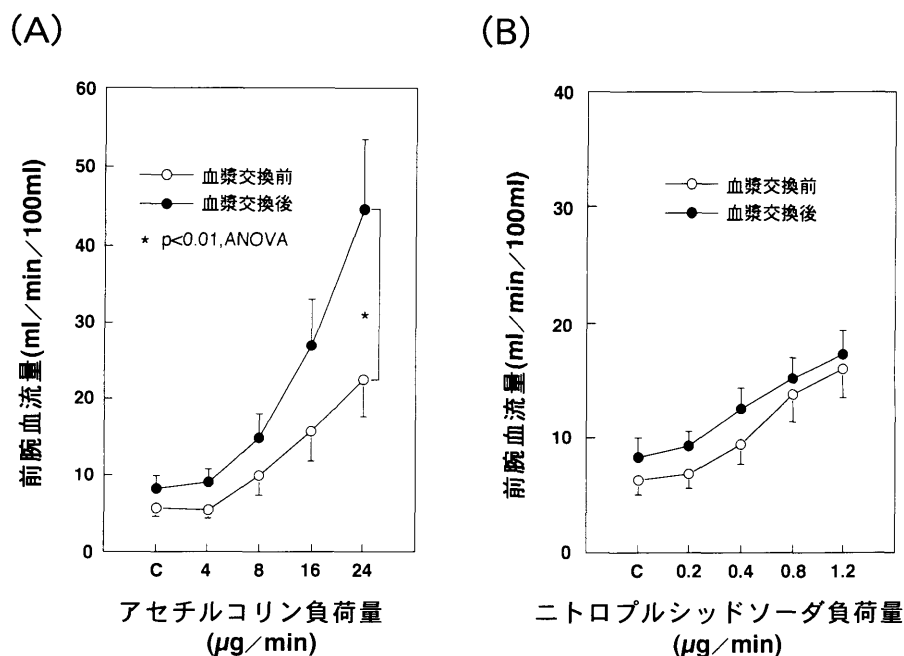 (A)
60
50
40
30
20
10
0
前腕血流量(ml/min/100ml)
血漿交換前
血漿交換後
* p<0.01,ANOVA
*
C 4 8 16 24
アセチルコリン負荷量
(μg/min)
(B)
40
30
20
10
0
前腕血流量(ml/min/100ml)
血漿交換前
血漿交換後
C 0.2 0.4 0.8 1.2
ニトロプルシッドソーダ負荷量
(μg/min)